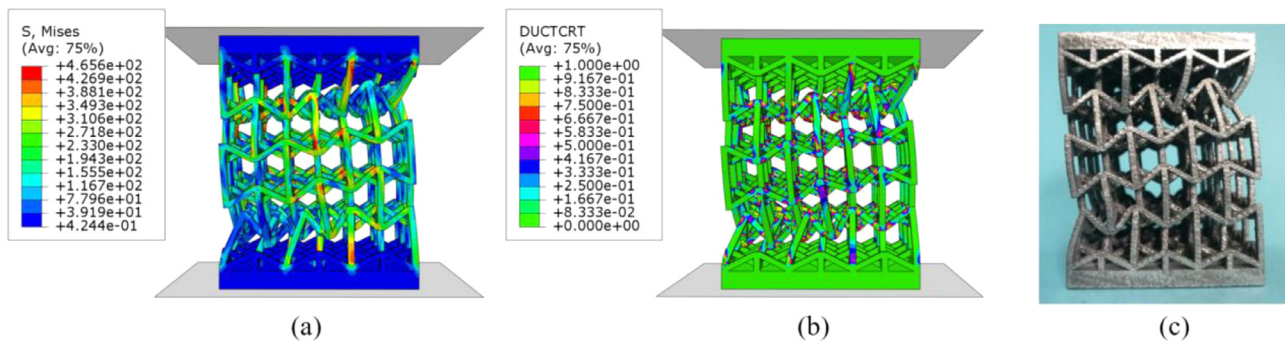 S, Mises
(Avg: 75%)
+4.656e+02
+4.269e+02
+3.881e+02
+3.493e+02
+3.106e+02
+2.718e+02
+2.330e+02
+1.943e+02
+1.555e+02
+1.167e+02
+7.796e+01
+3.919e+01
+4.244e-01
DUCTCRT
(Avg: 75%)
+1.000e+00
+9.167e-01
+8.333e-01
+7.500e-01
+6.667e-01
+5.833e-01
+5.000e-01
+4.167e-01
+3.333e-01
+2.500e-01
+1.667e-01
+8.333e-02
+0.000e+00
(a)
(b)
(c)